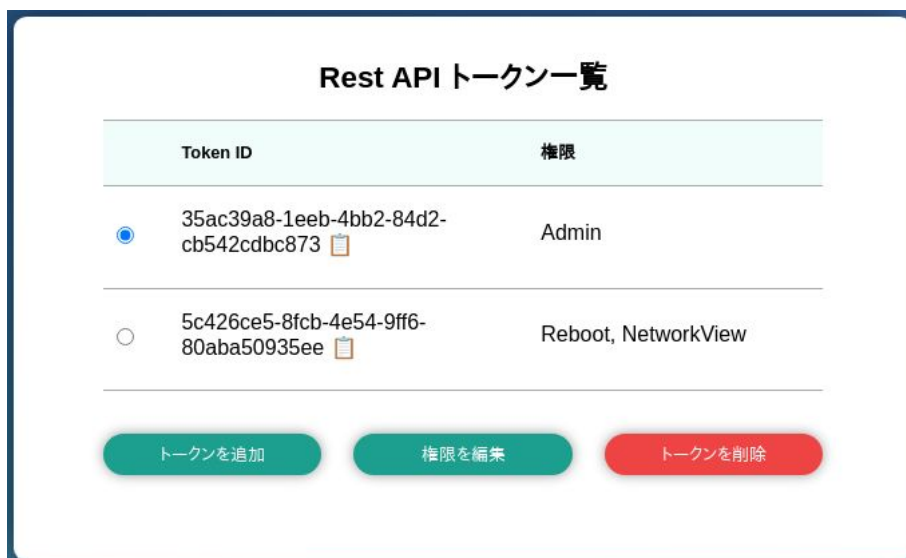 Rest API トークン一覧
Token ID 権限
35ac39a8-1eeb-4bb2-84d2-
cb542cdbc873 📋 Admin
5c426ce5-8fcb-4e54-9ff6-
80aba50935ee 📋 Reboot, NetworkView
トークンを追加 権限を編集 トークンを削除